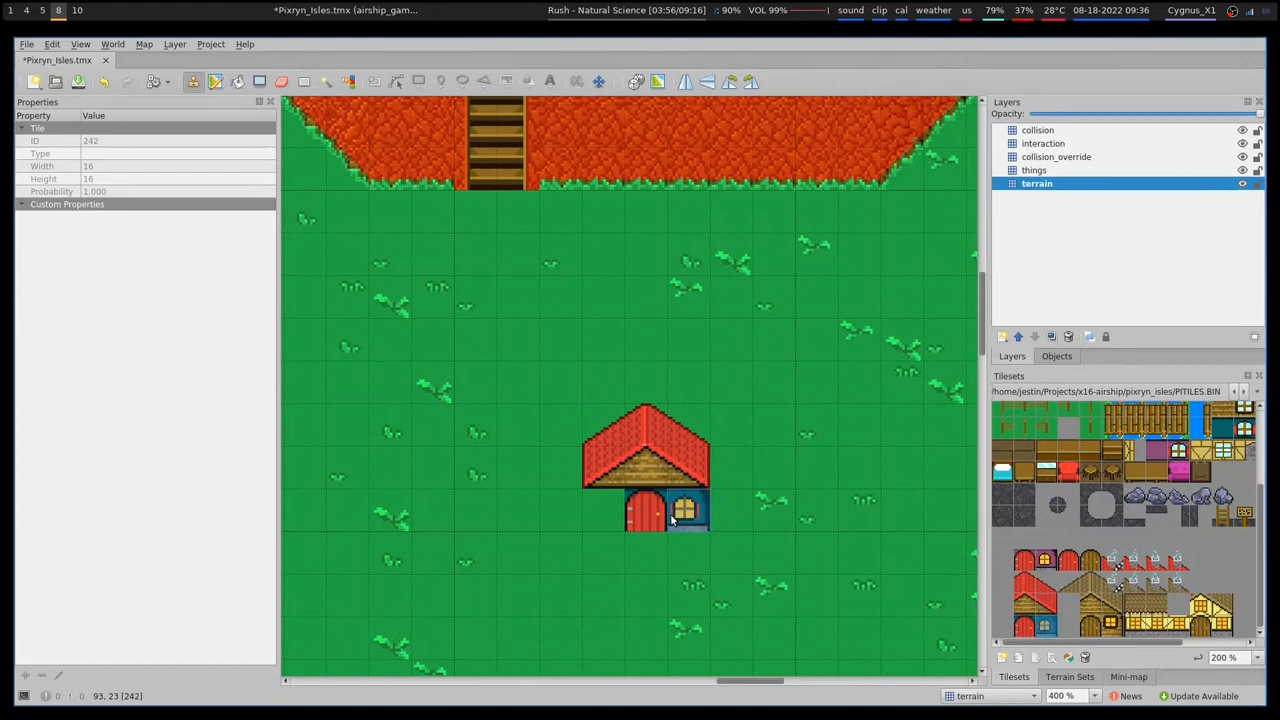 1 4 5 8 10 *Pixryn_Isles.tmx (airship_gam... Rush - Natural Science [03:56/09:16] /: 90% VOL 99% sound clip cal weather us 79% 37% 28°C 08-18-2022 09:36 Cygnus_X1
File Edit View World Map Layer Project Help
*Pixryn_Isles.tmx
Properties
Property Value
Tile
ID 242
Type
Width 16
Height 16
Probability 1.000
Custom Properties
Layers
Opacity:
collision
interaction
collision_override
things
terrain
Layers Objects
Tilesets
/home/jestin/Projects/x16-airship/pixryn_isles/PITILES.BIN
200 %
Tilesets Terrain Sets Mini-map
0 0 93, 23 [242] terrain 400 % News Update Available